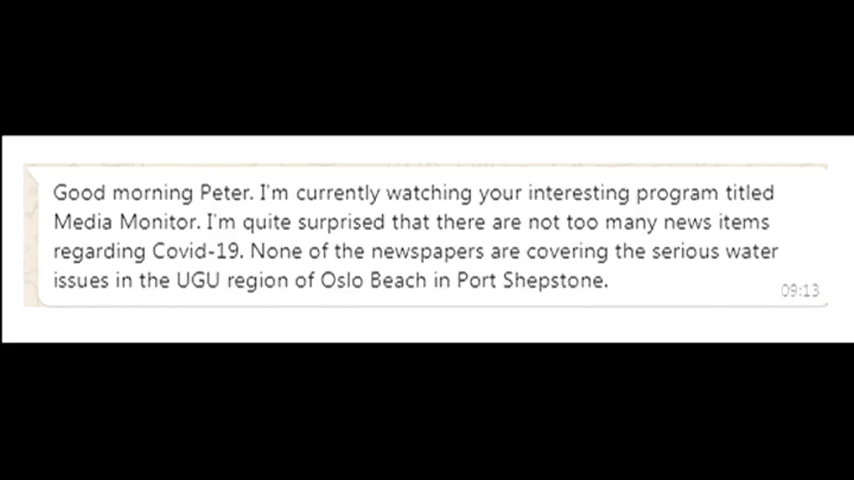 Good morning Peter. I'm currently watching your interesting program titled
Media Monitor. I'm quite surprised that there are not too many news items
regarding Covid-19. None of the newspapers are covering the serious water
issues in the UGU region of Oslo Beach in Port Shepstone.
09:13